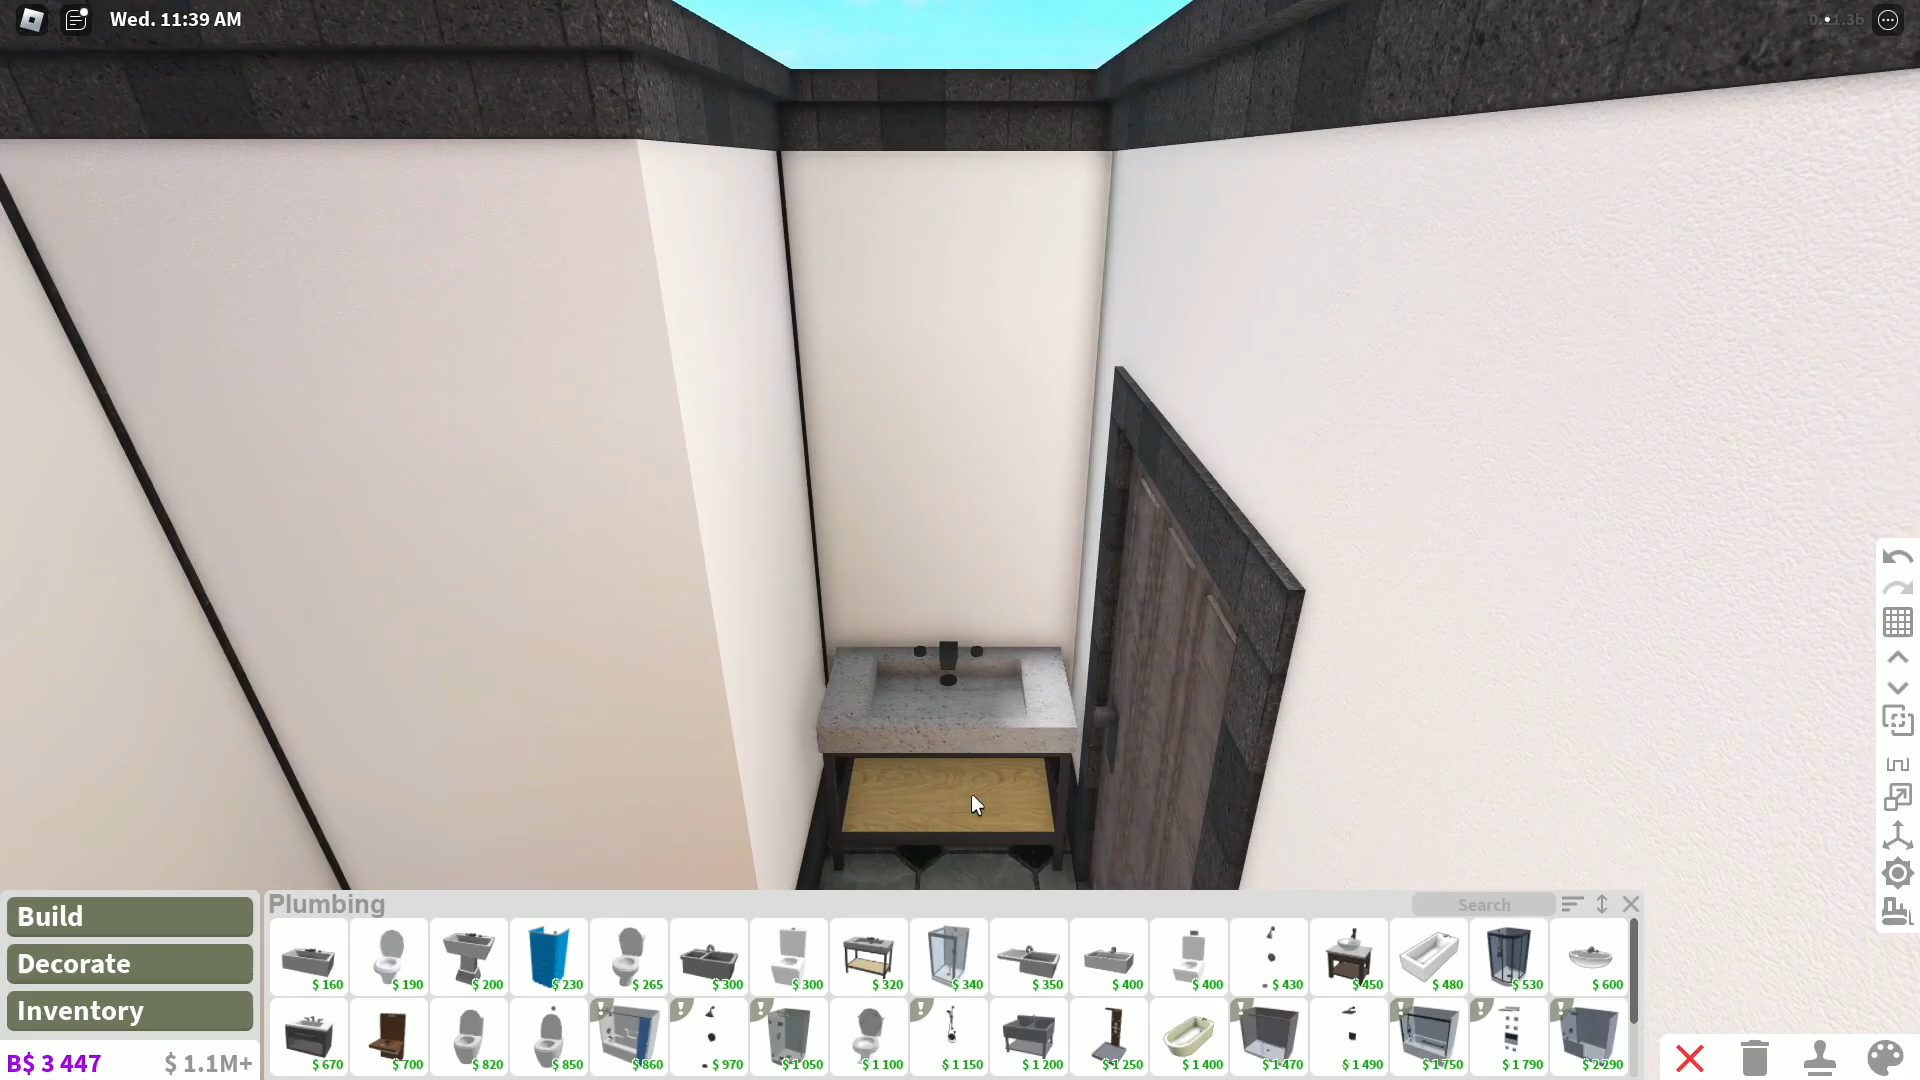 Wed. 11:39 AM
Plumbing
Search
Build
Decorate
Inventory
B$ 3 447
$ 1.1M+
$ 160
$ 190
$ 200
$ 230
$ 265
$ 300
$ 300
$ 320
$ 340
$ 350
$ 400
$ 400
$ 430
$ 450
$ 480
$ 530
$ 600
$ 670
$ 700
$ 820
$ 850
$ 860
$ 970
$ 1 050
$ 1 100
$ 1 150
$ 1 200
$ 1 250
$ 1 400
$ 1 470
$ 1 490
$ 1 750
$ 1 790
$ 2 290